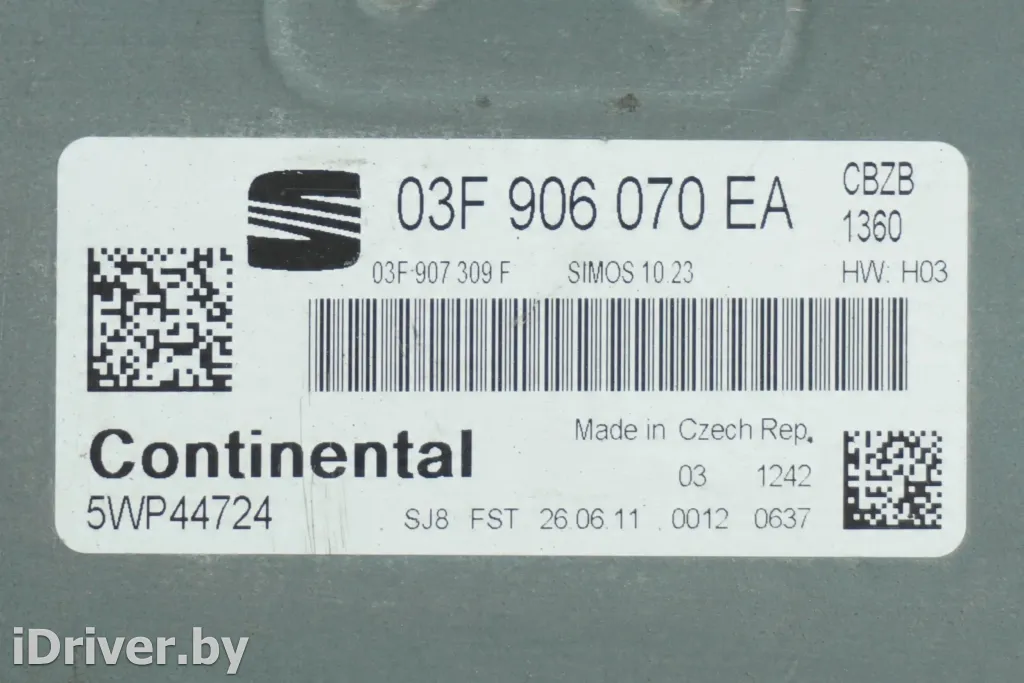 03F 906 070 EA
CBZB
1360
03F 907 309 F SIMOS 10.23 HW: H03
Made in Czech Rep.
Continental
03 1242
5WP44724
SJ8 FST 26.06.11 0012 0637
iDriver.by